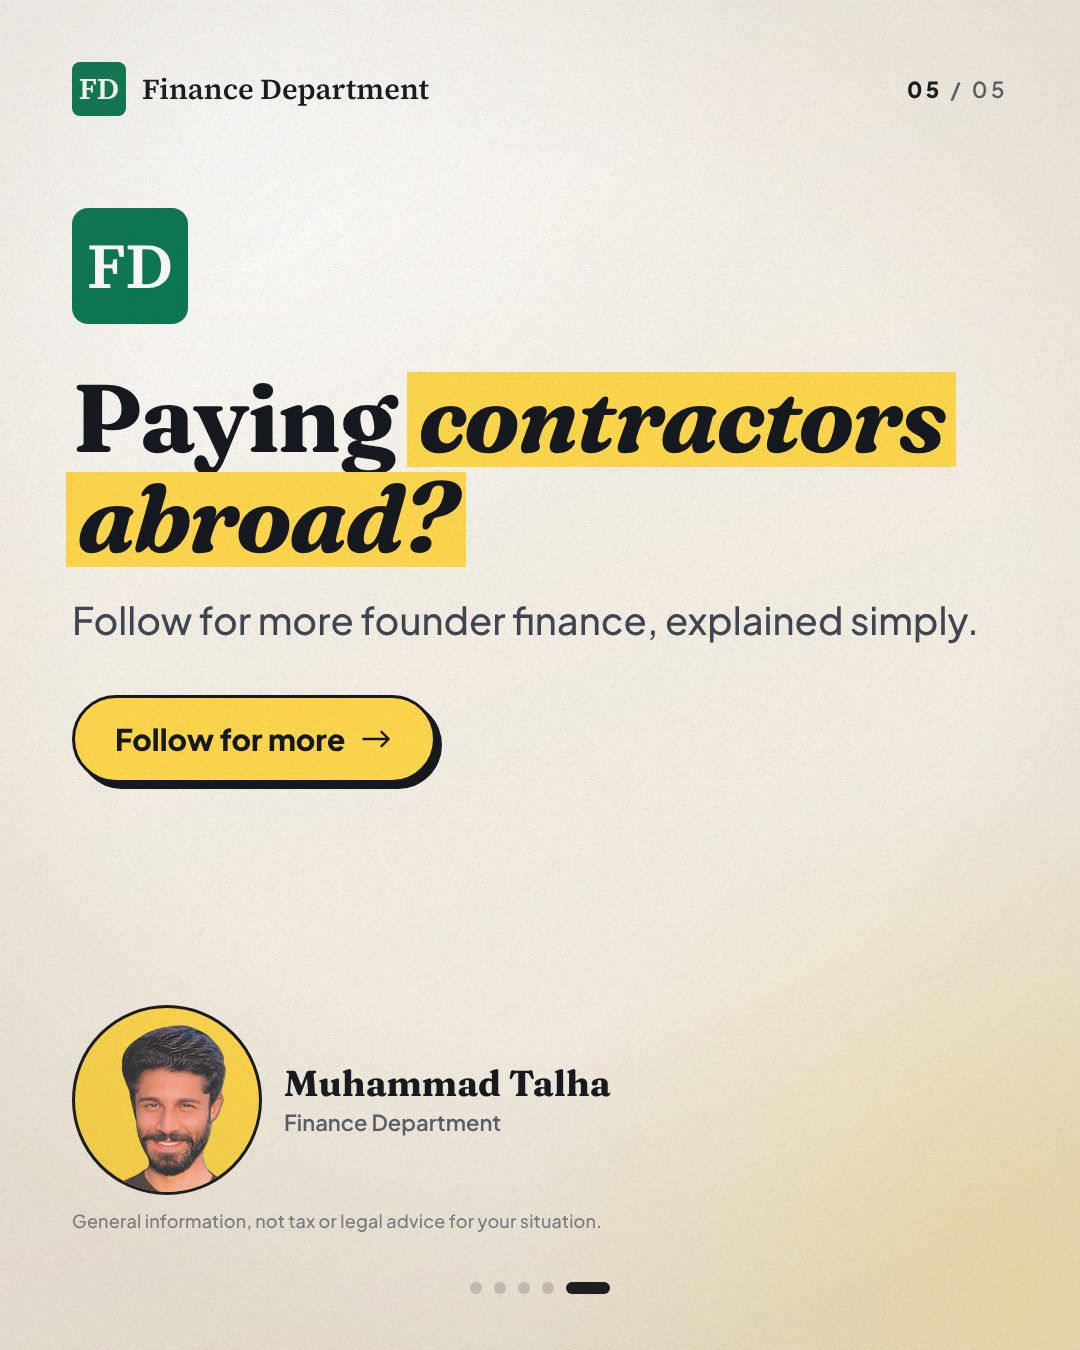 FD Finance Department
05 / 05
FD
Paying contractors
abroad?
Follow for more founder finance, explained simply.
Follow for more →
Muhammad Talha
Finance Department
General information, not tax or legal advice for your situation.